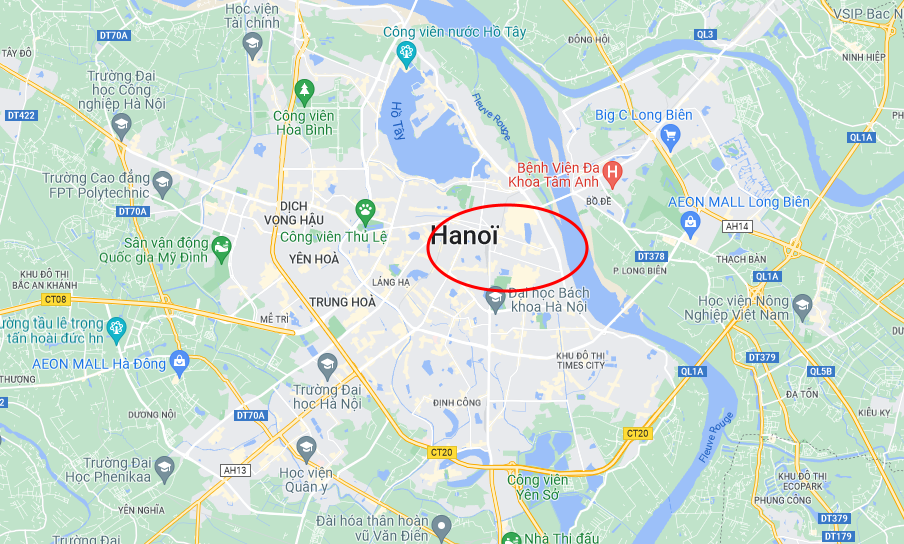 Học viện
Tài chính
Công viên nước Hồ Tây
VSIP Bac N
DT70A
QL3
ĐÔNG HỘI
NINH HIỆP
TÂY ĐÔ
Trường Đại
học Công
nghiệp Hà Nội
DT422
Công viên
Hòa Bình
Hồ Tây
Fleuve Rouge
Big C Long Biên
QL1A
Bệnh Viện Đa
Khoa Tâm Anh
Trường Cao đẳng
FPT Polytechnic
DT70A
DỊCH
VỌNG HẬU
BỒ ĐỀ
AEON MALL Long Biên
AH14
Công viên Thủ Lệ
Hanoï
Sân vận động
Quốc gia Mỹ Đình
YÊN HOÀ
DT378
P. LONG BIÊN
THẠCH BÀN
QL1A
KHU ĐÔ THỊ
BẮC AN KHÁNH
CT08
LÁNG HẠ
TRUNG HOÀ
Đại học Bách
khoa Hà Nội
Học viện Nông
Nghiệp Việt Nam
MỄ TRÌ
ường tầu lê trọng
tấn hoài đức hn
AEON MALL Hà Đông
KHU ĐÔ THỊ
TIMES CITY
DT379
QL1A
QL5B
THƯỢNG
Trường Đại
học Hà Nội
ĐA TỐN
2
DƯƠNG NỘI
DT70A
ĐỊNH CÔNG
Fleuve Rouge
DT379
KIÊU KỴ
CT20
CT20
Trường Đại
Học Phenikaa
AH13
Học viện
Quân y
Công viên
Yên Sở
KHU ĐÔ THỊ
ECOPARK
PHỤNG CÔNG
YÊN NGHĨA
Đài hóa thân hoàn
vũ Văn Điển
DT379
DT179
Nhà Thi đấu